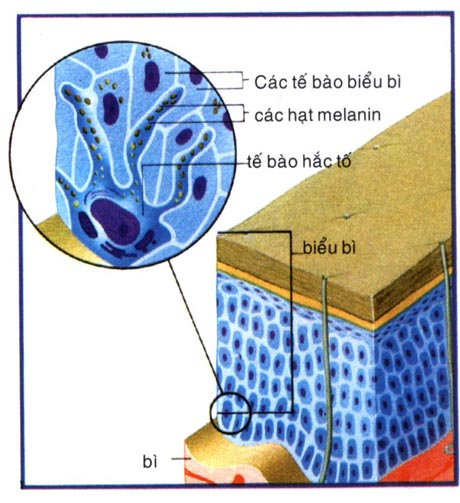 Các tế bào biểu bì
các hạt melanin
tế bào hắc tố
biểu bì
bì